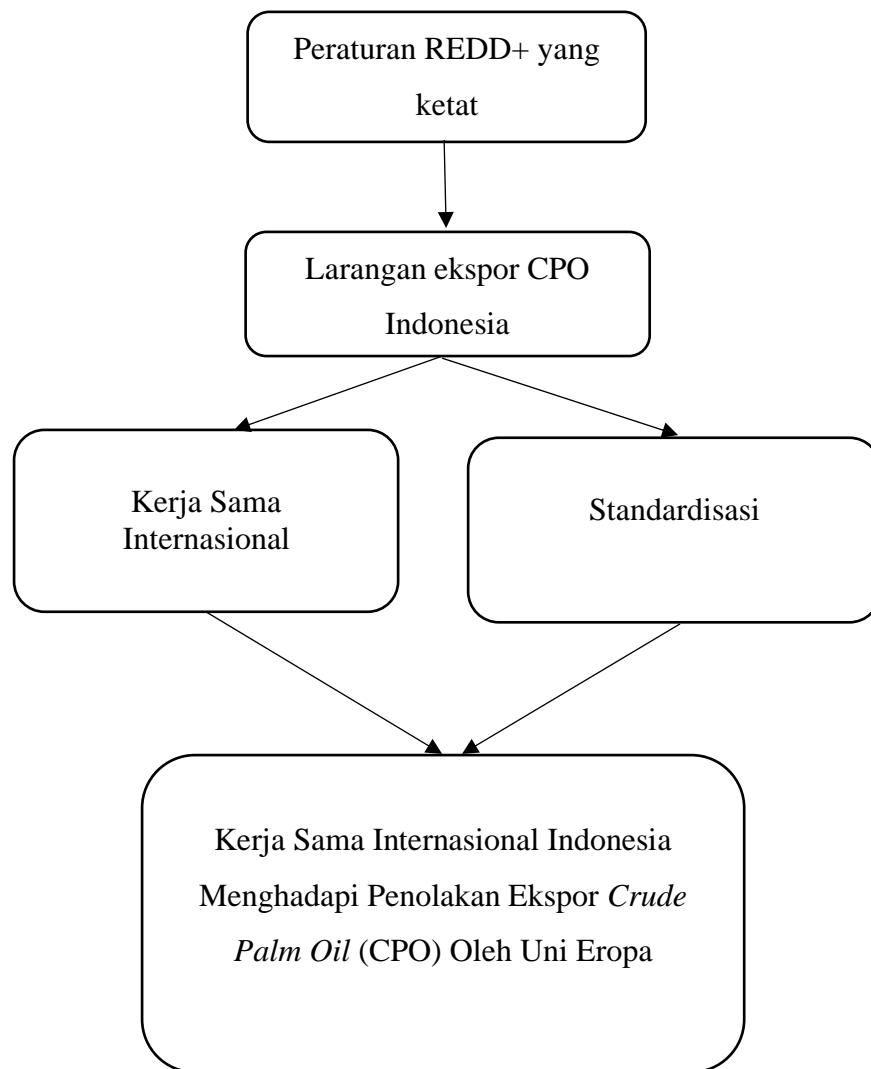 Peraturan REDD+ yang
ketat
Larangan ekspor CPO
Indonesia
Kerja Sama
Internasional
Standardisasi
Kerja Sama Internasional Indonesia
Menghadapi Penolakan Ekspor Crude
Palm Oil (CPO) Oleh Uni Eropa